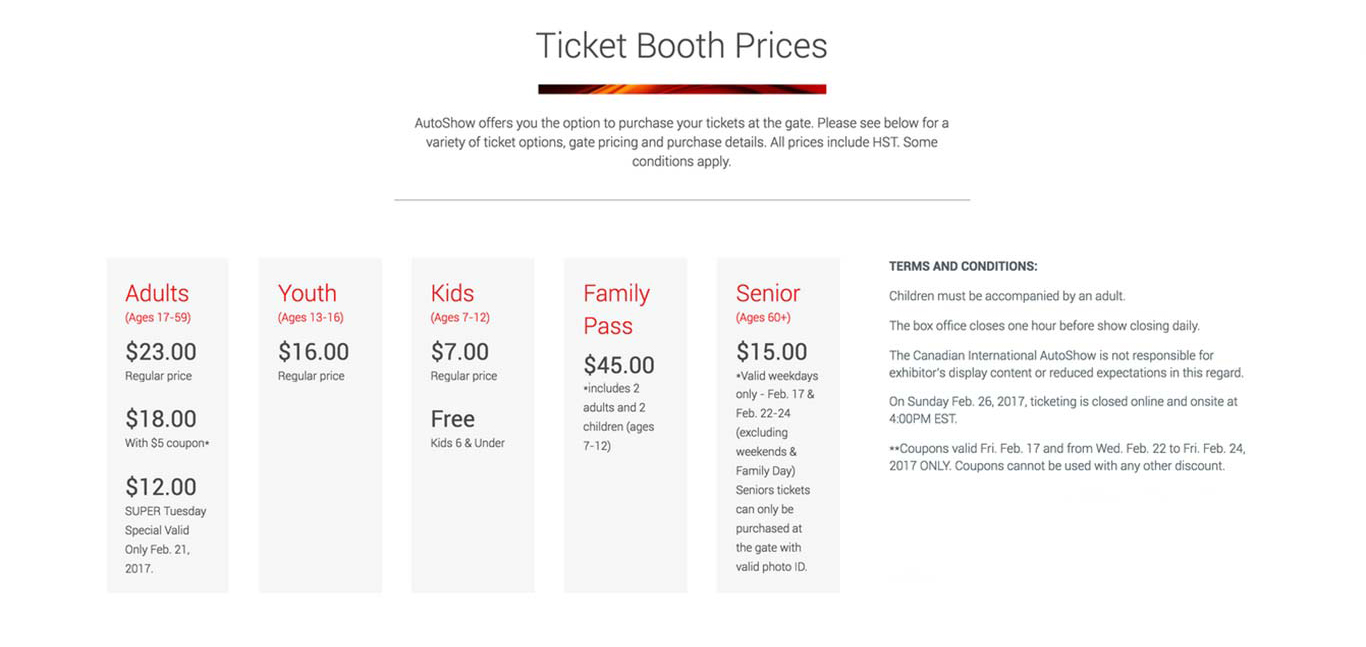 Ticket Booth Prices
AutoShow offers you the option to purchase your tickets at the gate. Please see below for a
variety of ticket options, gate pricing and purchase details. All prices include HST. Some
conditions apply.
Adults
(Ages 17-59)
$23.00
Regular price
$18.00
With $5 coupon*
$12.00
SUPER Tuesday
Special Valid
Only Feb. 21,
2017.
Youth
(Ages 13-16)
$16.00
Regular price
Kids
(Ages 7-12)
$7.00
Regular price
Free
Kids 6 & Under
Family
Pass
$45.00
*includes 2
adults and 2
children (ages
7-12)
Senior
(Ages 60+)
$15.00
*Valid weekdays
only - Feb. 17 &
Feb. 22-24
(excluding
weekends &
Family Day)
Seniors tickets
can only be
purchased at
the gate with
valid photo ID.
TERMS AND CONDITIONS:
Children must be accompanied by an adult.
The box office closes one hour before show closing daily.
The Canadian International AutoShow is not responsible for
exhibitor's display content or reduced expectations in this regard.
On Sunday Feb. 26, 2017, ticketing is closed online and onsite at
4:00PM EST.
**Coupons valid Fri. Feb. 17 and from Wed. Feb. 22 to Fri. Feb. 24,
2017 ONLY. Coupons cannot be used with any other discount.